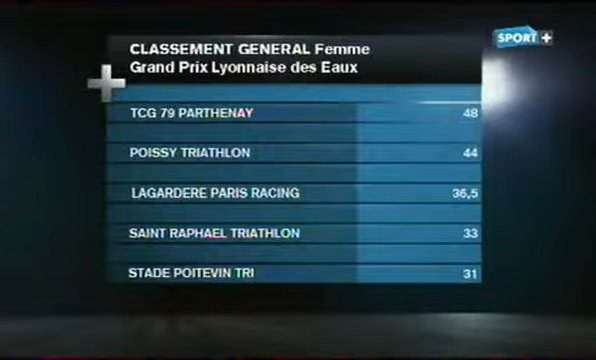 SPORT+
CLASSEMENT GENERAL Femme
Grand Prix Lyonnaise des Eaux
TCG 79 PARTHENAY 48
POISSY TRIATHLON 44
LAGARDERE PARIS RACING 36,5
SAINT RAPHAEL TRIATHLON 33
STADE POITEVIN TRI 31